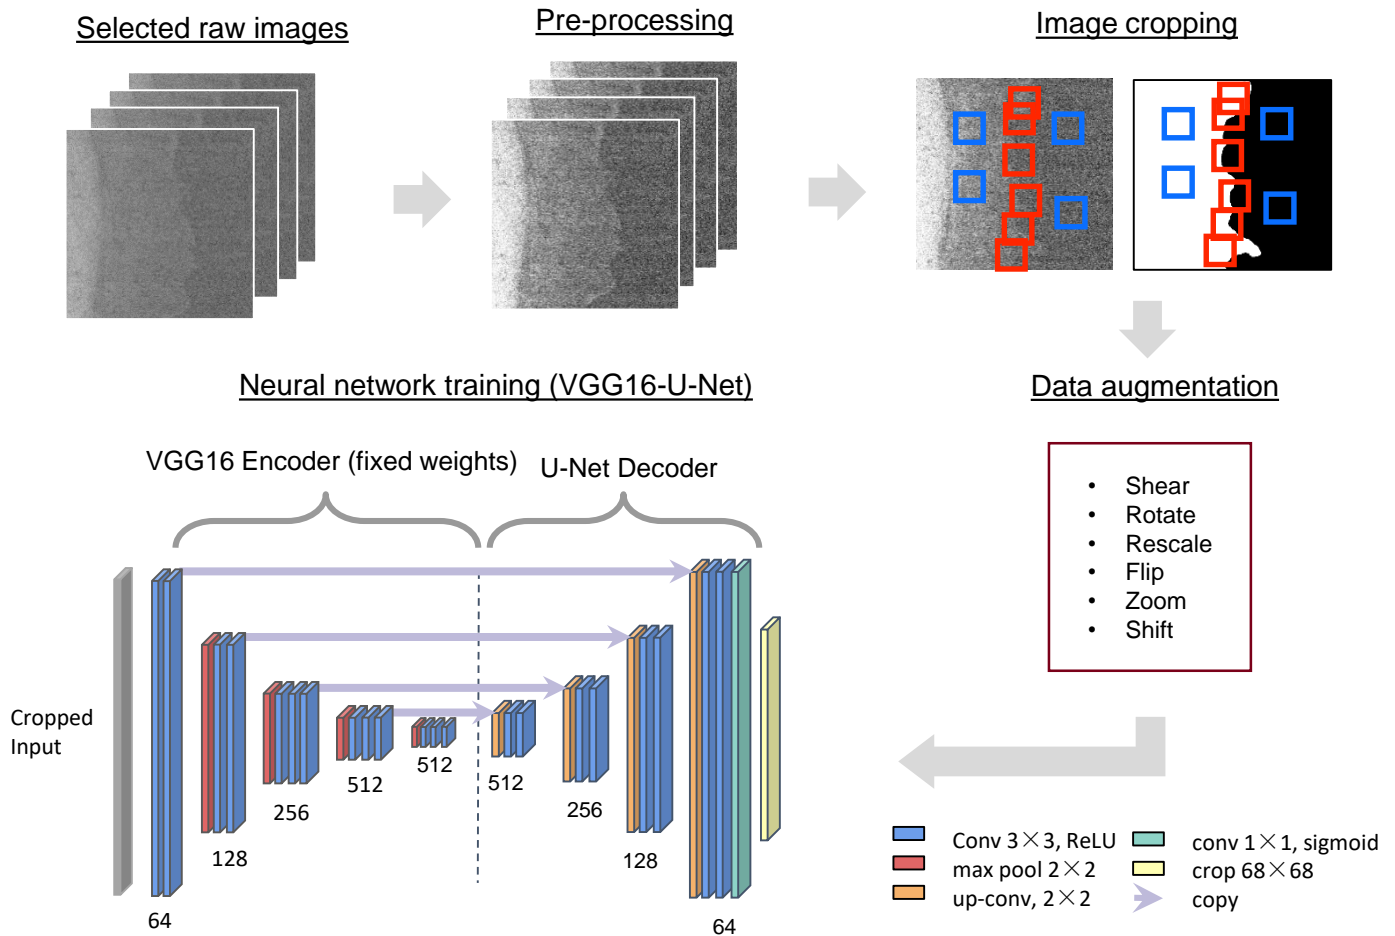 Selected raw images
Pre-processing
Image cropping
Neural network training (VGG16-U-Net)
Data augmentation
VGG16 Encoder (fixed weights)
U-Net Decoder
• Shear
• Rotate
• Rescale
• Flip
• Zoom
• Shift
Cropped
Input
64
128
256
512
512
512
256
128
64
Conv 3×3, ReLU
max pool 2×2
up-conv, 2×2
conv 1×1, sigmoid
crop 68×68
copy